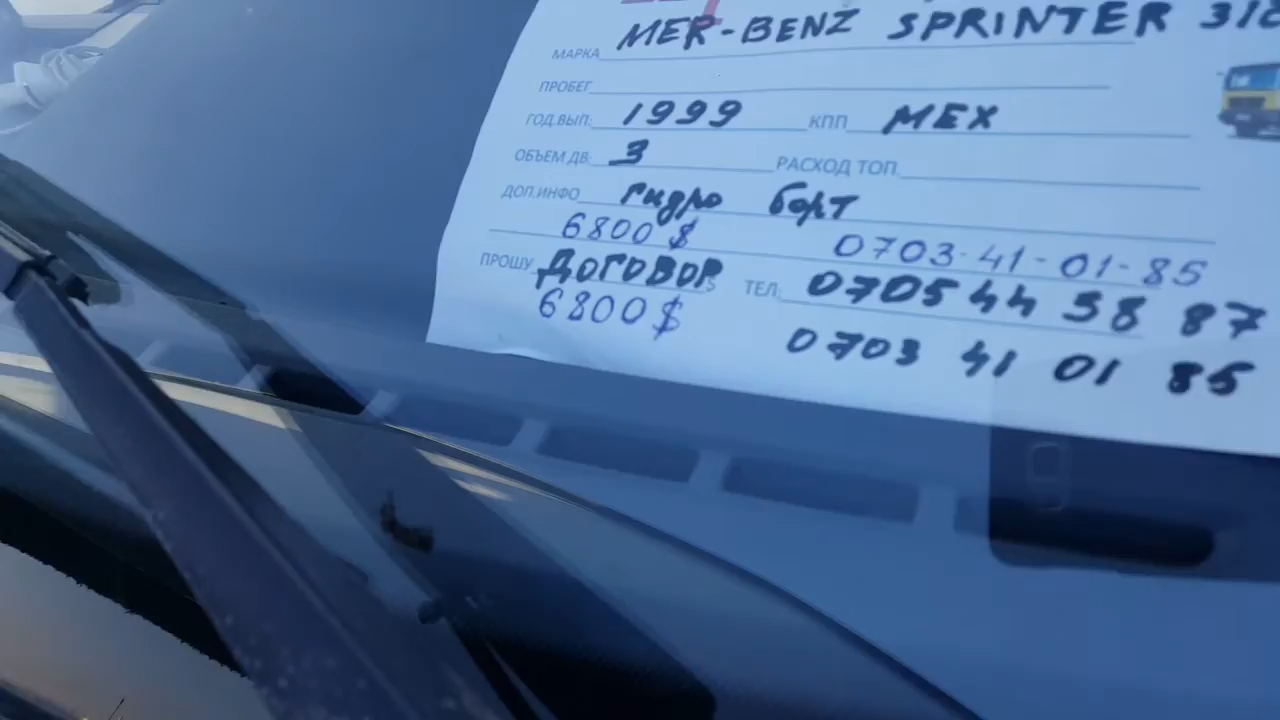 МАРКА MER-BENZ SPRINTER
ПРОБЕГ
ГОД.ВЫП: 1999 КПП МЕХ
ОБЪЕМ ДВ: 3 РАСХОД ТОП.
ДОП.ИНФО гидро борт
6800 $ 0703-41-01-85
ПРОШУ ДОГОВОР ТЕЛ: 0705 44 38 87
6800 $ 0703 41 01 85